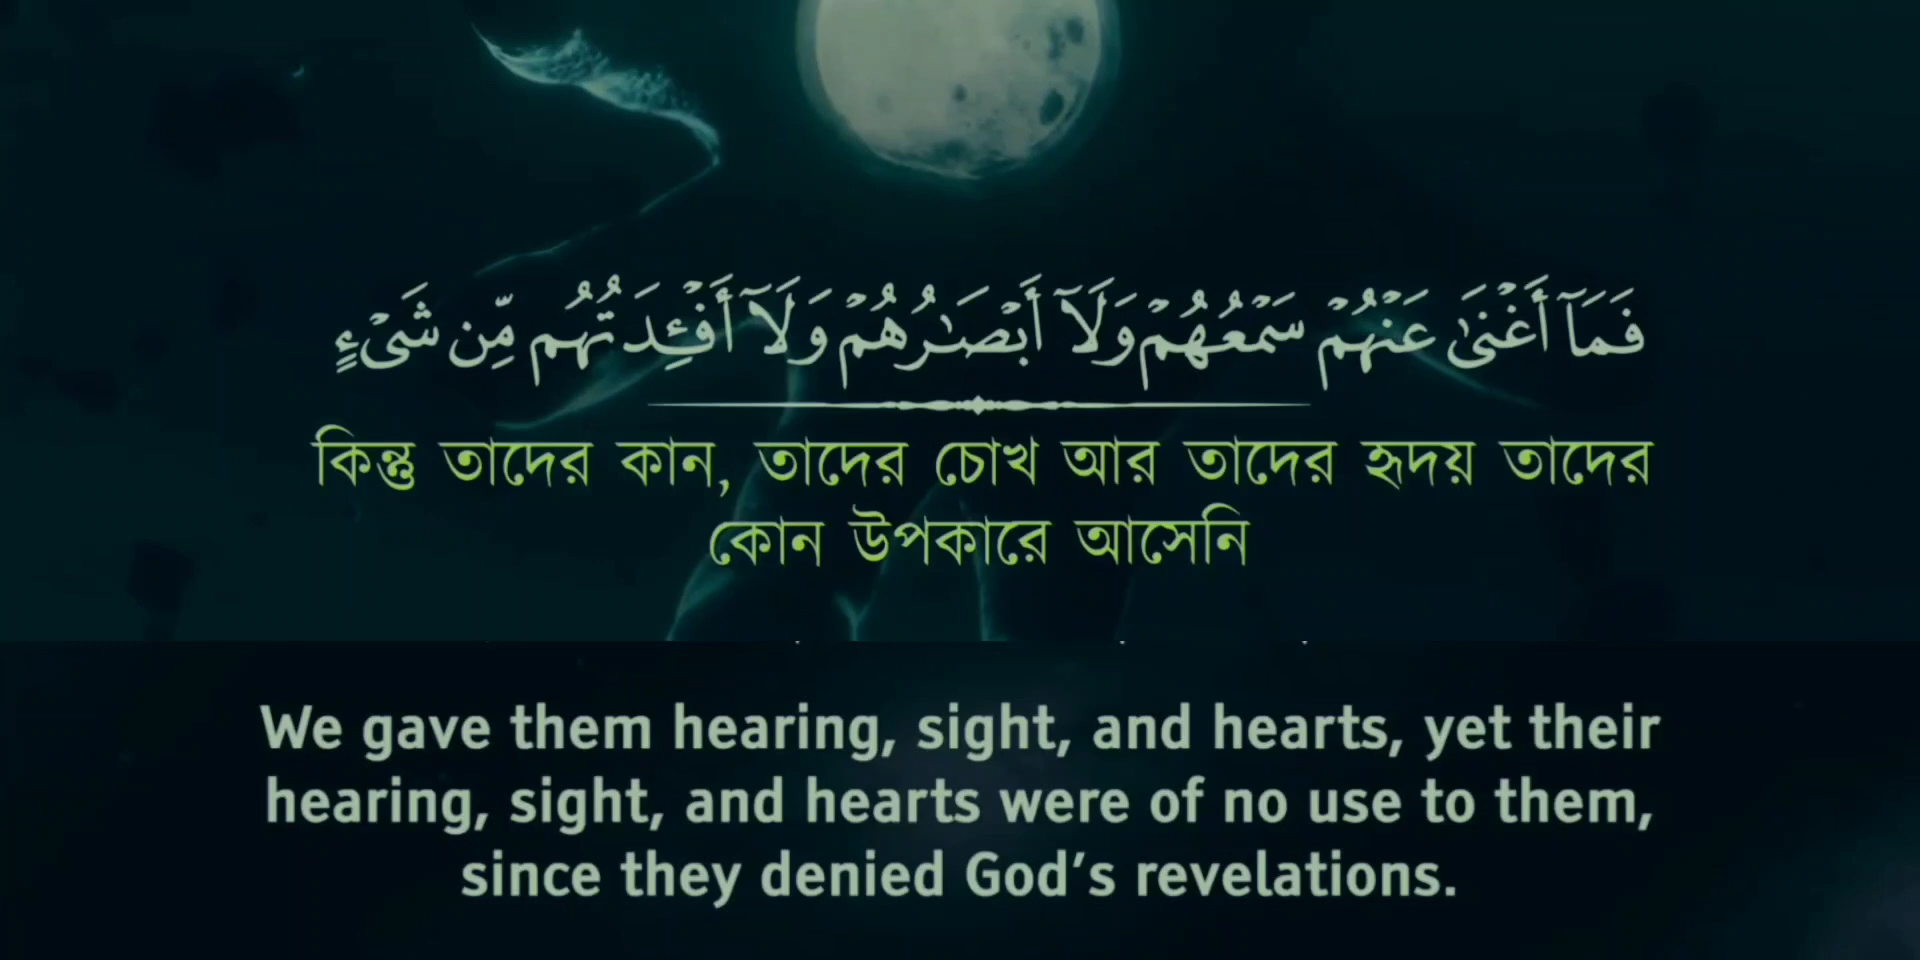 فَمَآ أَغْنَىٰ عَنْهُمْ سَمْعُهُمْ وَلَآ أَبْصَـٰرُهُمْ وَلَآ أَفْـِٔدَتُهُم مِّن شَىْءٍ
কিন্তু তাদের কান, তাদের চোখ আর তাদের হৃদয় তাদের
কোন উপকারে আসেনি
We gave them hearing, sight, and hearts, yet their
hearing, sight, and hearts were of no use to them,
since they denied God's revelations.